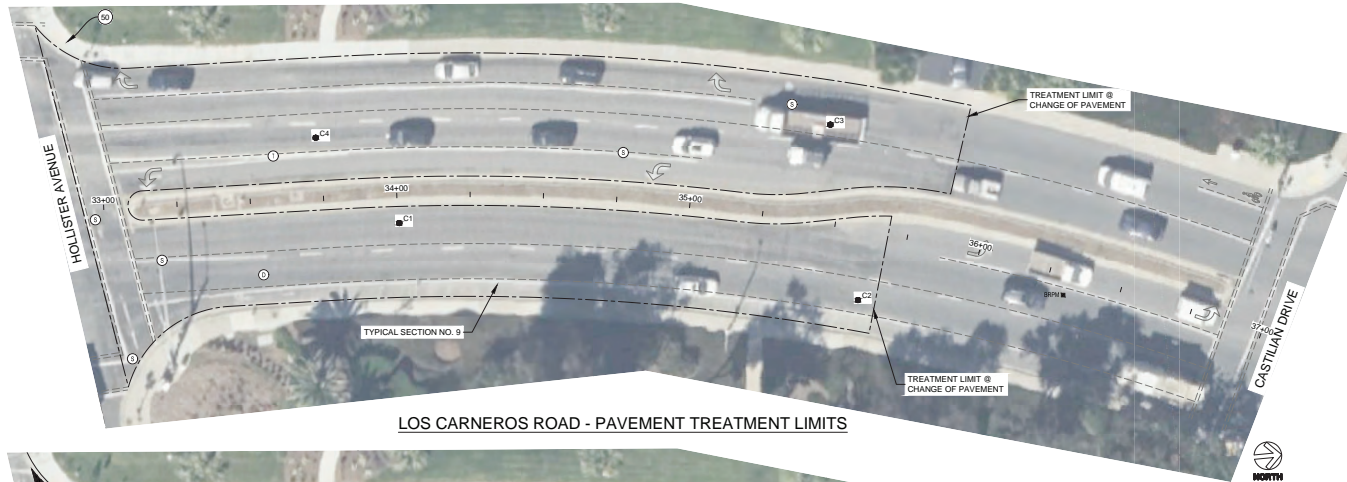 50
TREATMENT LIMIT @
CHANGE OF PAVEMENT
S
C3
C4
T
S
HOLLISTER AVENUE
33+00
34+00
35+00
S
C1
36+00
S
D
C2
BRPM
CASTILIAN DRIVE
37+00
TYPICAL SECTION NO. 9
S
TREATMENT LIMIT @
CHANGE OF PAVEMENT
LOS CARNEROS ROAD - PAVEMENT TREATMENT LIMITS
NORTH